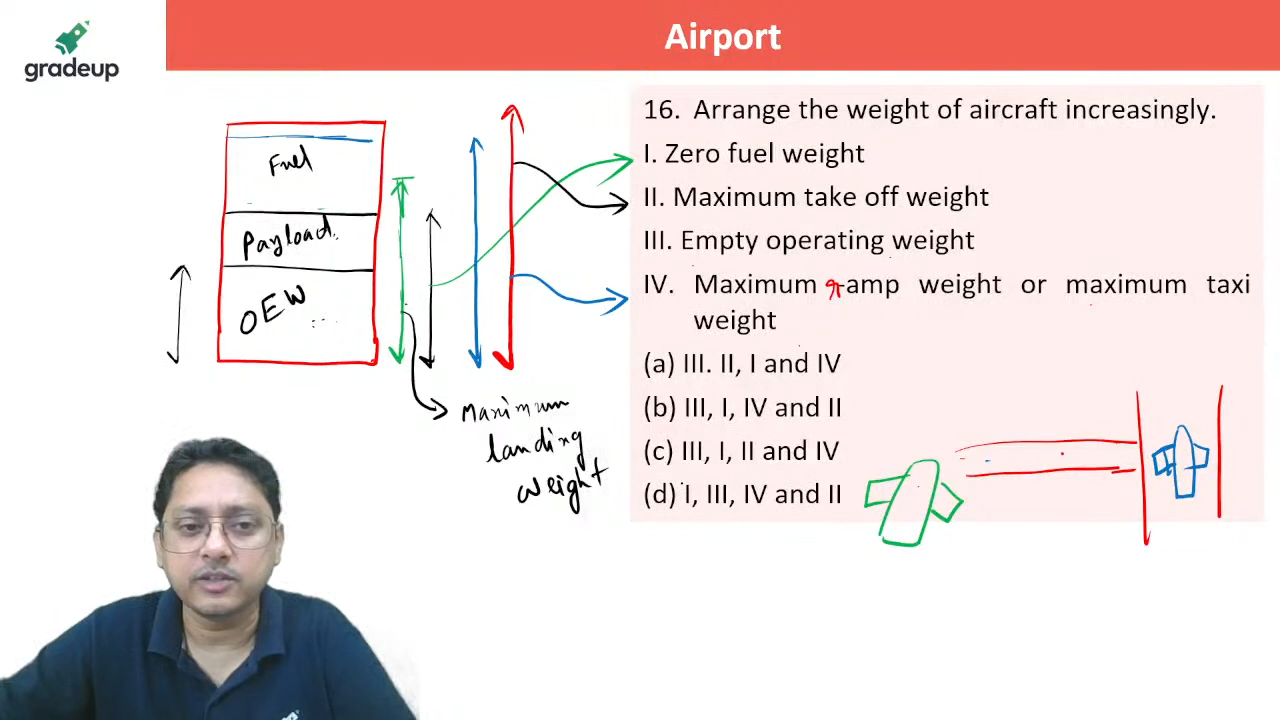 Airport
gradeup
16. Arrange the weight of aircraft increasingly.
I. Zero fuel weight
II. Maximum take off weight
III. Empty operating weight
IV. Maximum ramp weight or maximum taxi
weight
(a) III. II, I and IV
(b) III, I, IV and II
(c) III, I, II and IV
(d) I, III, IV and II
Fuel
Payload
OEW
Maximum
landing
weight